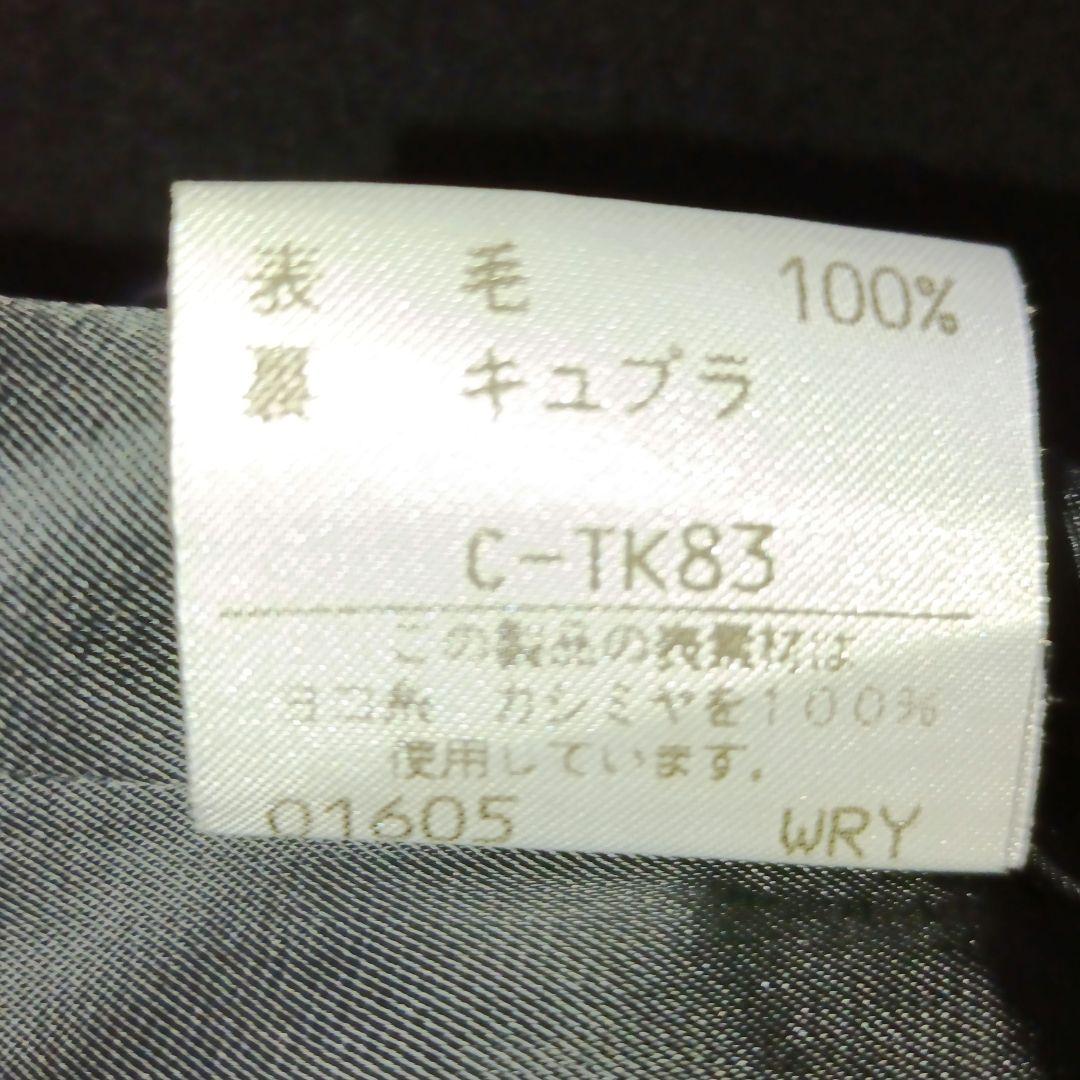 表 毛 100%
裏 キュプラ
C-TK83
この製品の表素材は
ヨコ糸 カシミヤを100%
使用しています.
01605 WRY